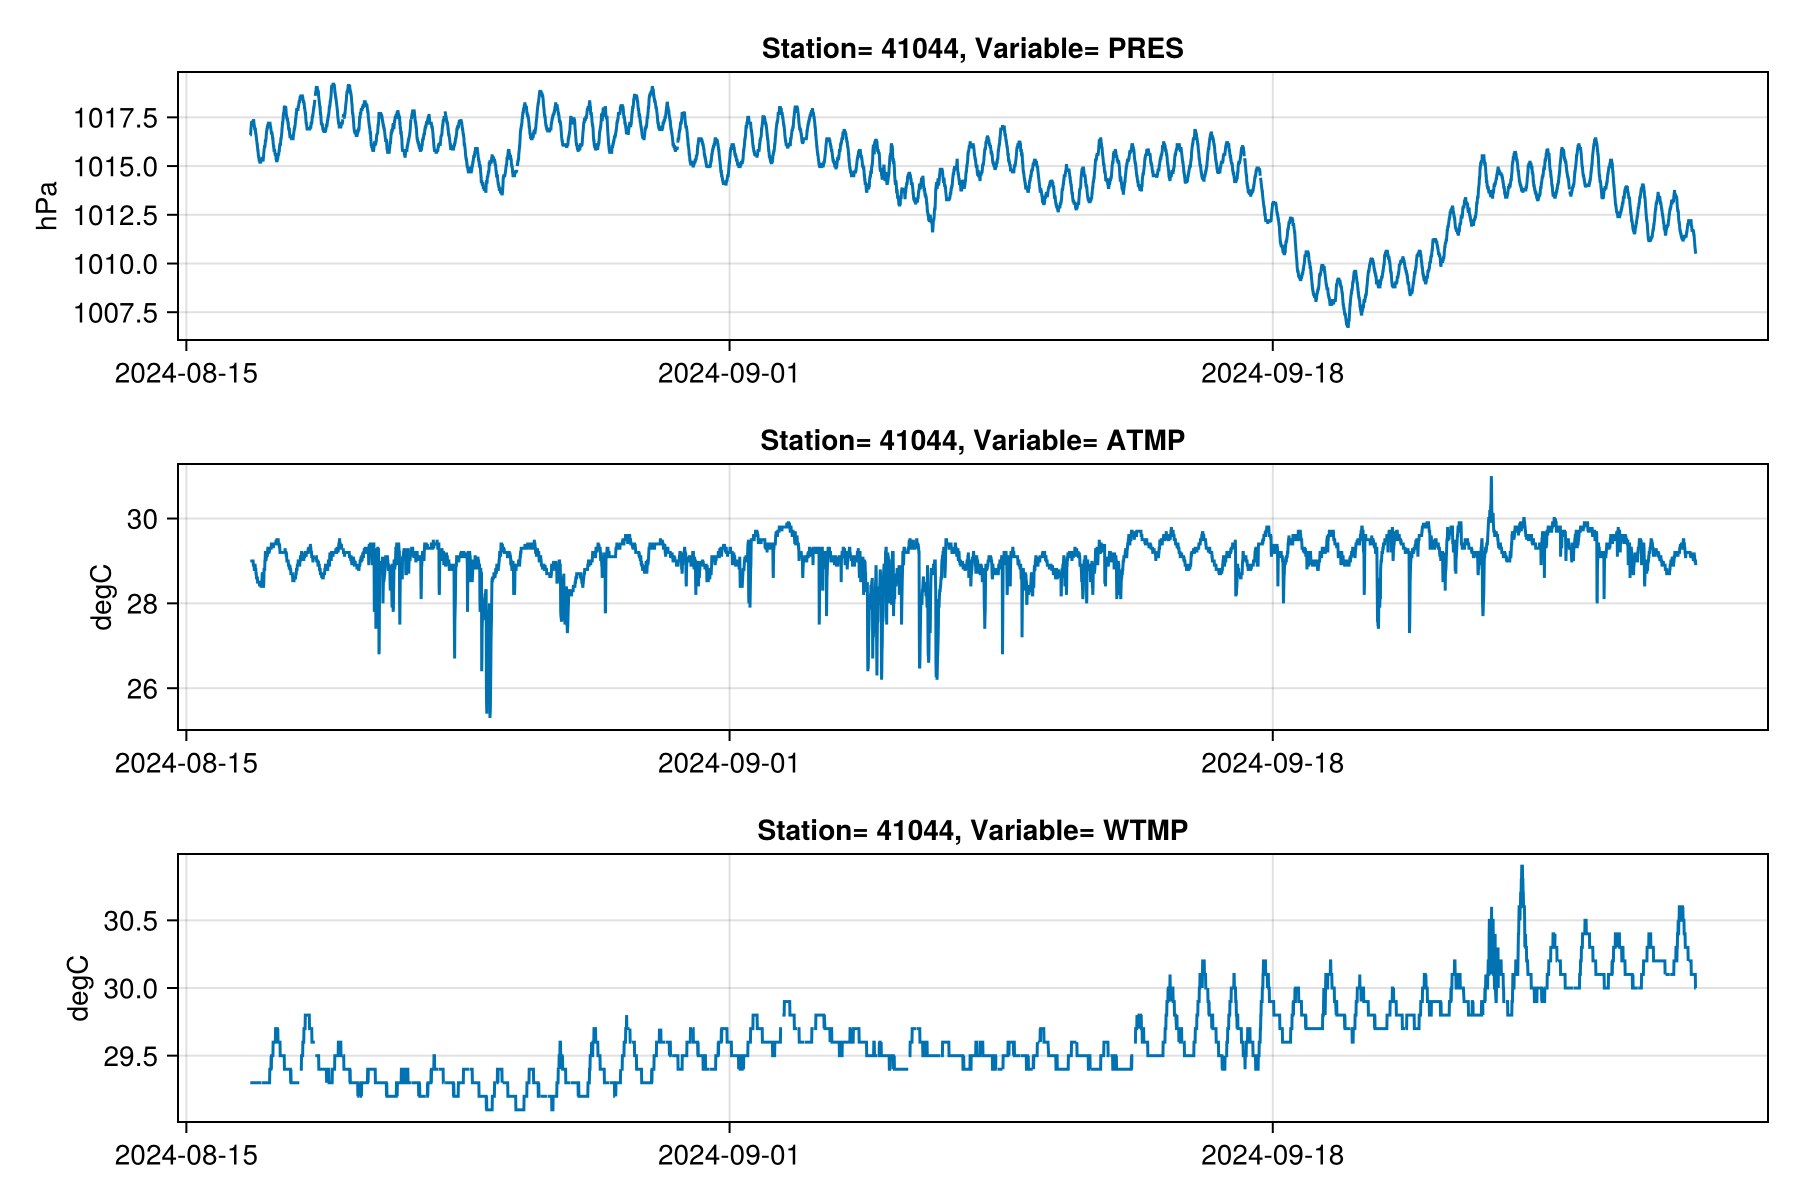 Station= 41044, Variable= PRES
hPa
1017.5
1015.0
1012.5
1010.0
1007.5
2024-08-15 2024-09-01 2024-09-18
Station= 41044, Variable= ATMP
degC
30
28
26
2024-08-15 2024-09-01 2024-09-18
Station= 41044, Variable= WTMP
degC
30.5
30.0
29.5
2024-08-15 2024-09-01 2024-09-18